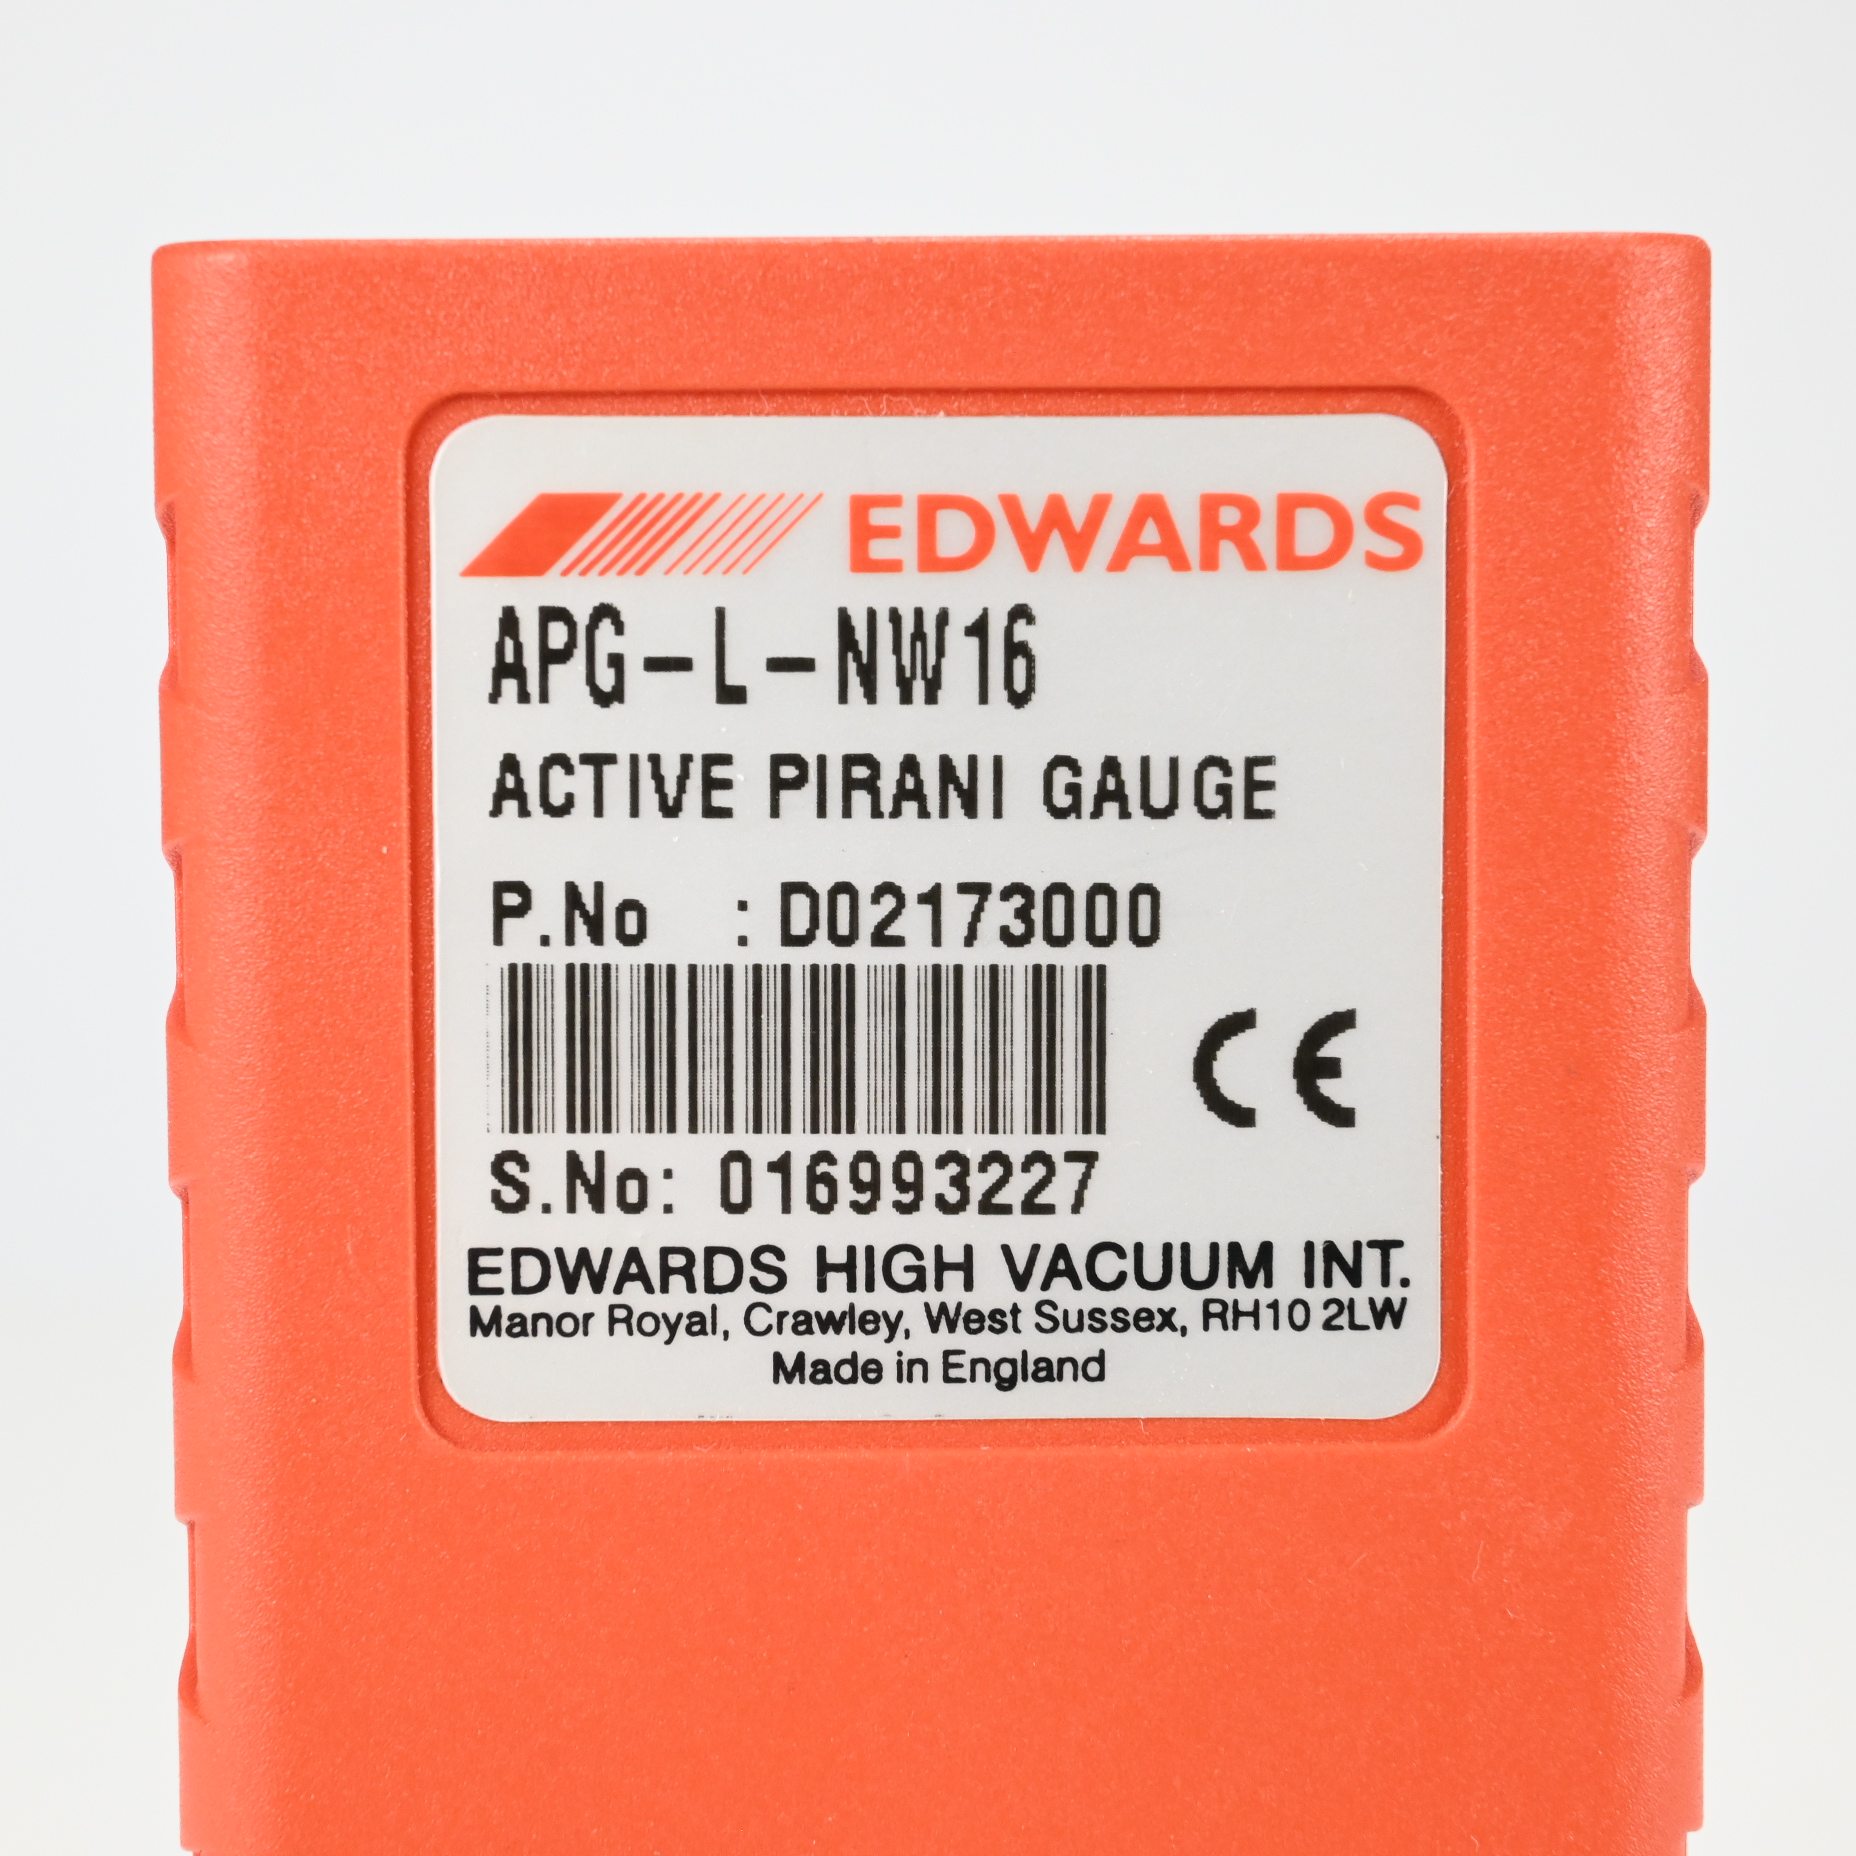 EDWARDS
APG-L-NW16
ACTIVE PIRANI GAUGE
P.No : D02173000
CE
S.No: 016993227
EDWARDS HIGH VACUUM INT.
Manor Royal, Crawley, West Sussex, RH10 2LW
Made in England